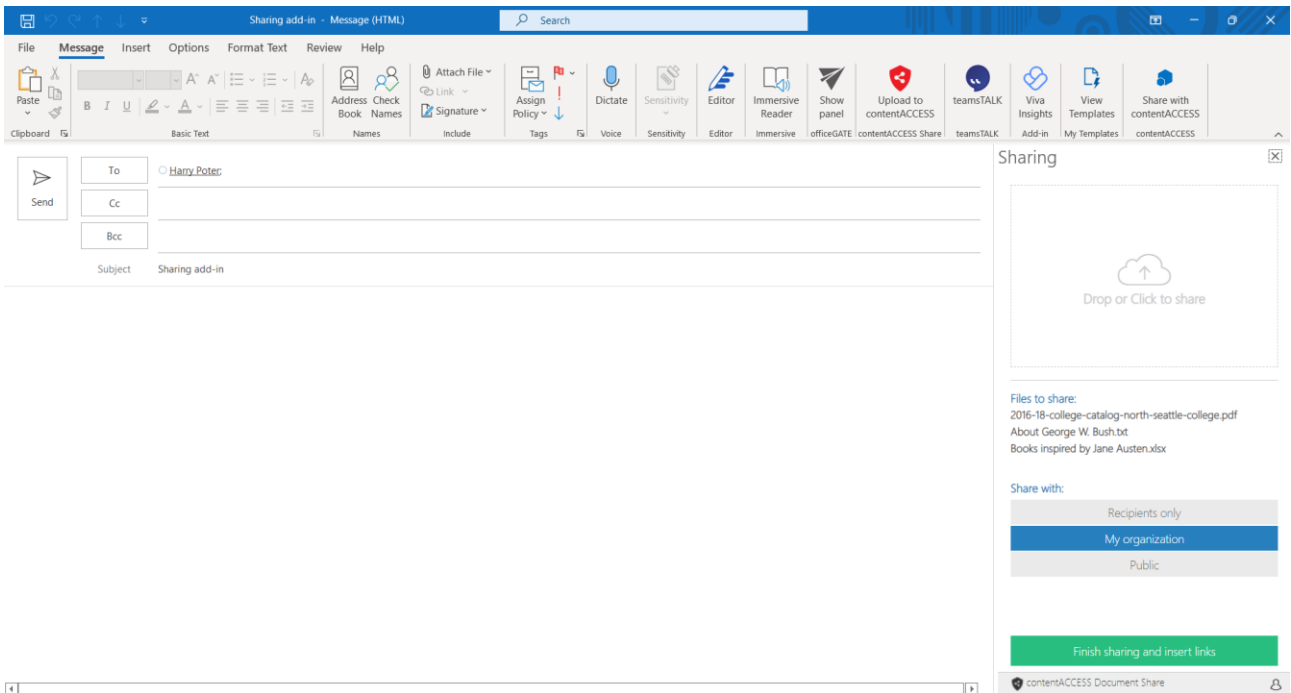 Sharing add-in - Message (HTML)
Search
File Message Insert Options Format Text Review Help
Paste
Clipboard
B I U A
Basic Text
Address Book
Check Names
Names
Attach File
Link
Signature
Include
Assign Policy
Tags
Dictate
Voice
Sensitivity
Sensitivity
Editor
Editor
Immersive Reader
Immersive
Show panel
officeGATE
Upload to contentACCESS
contentACCESS Share
teamsTALK
teamsTALK
Viva Insights
Add-in
View Templates
My Templates
Share with contentACCESS
contentACCESS
Send
To Harry Poter;
Cc
Bcc
Subject Sharing add-in
Sharing
Drop or Click to share
Files to share:
2016-18-college-catalog-north-seattle-college.pdf
About George W. Bush.txt
Books inspired by Jane Austen.xlsx
Share with:
Recipients only
My organization
Public
Finish sharing and insert links
contentACCESS Document Share